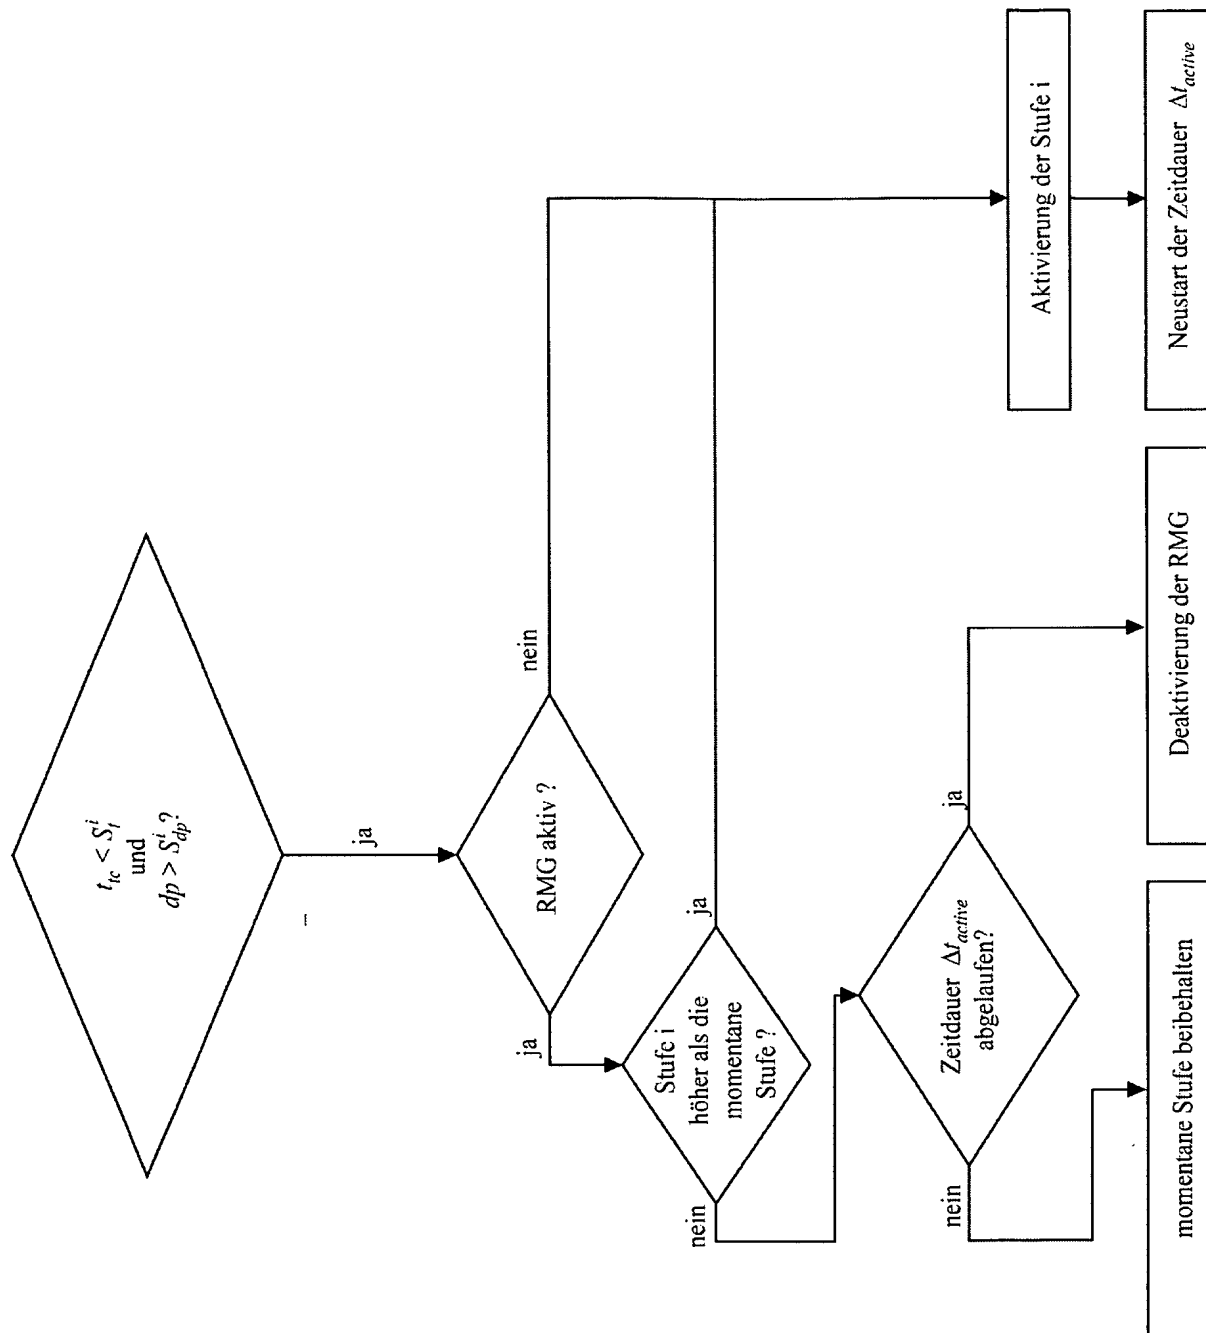 t_tc < S_t^i
und
dp > S_dp^i?
ja
RMG aktiv ?
ja
nein
Stufe i
höher als die
momentane
Stufe ?
nein
ja
Zeitdauer Δt_active
abgelaufen?
nein
ja
Aktivierung der Stufe i
momentane Stufe beibehalten
Deaktivierung der RMG
Neustart der Zeitdauer Δt_active